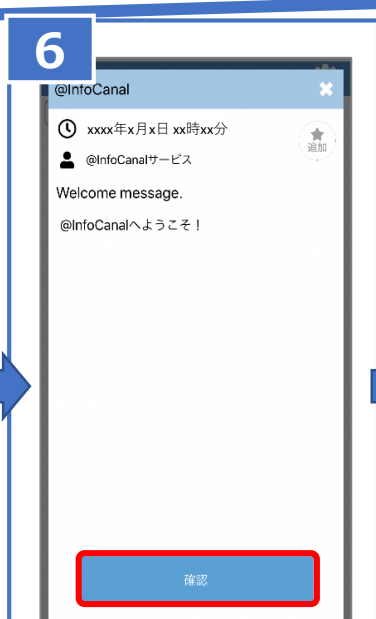 6
@InfoCanal
xxxx年x月x日 xx時xx分
追加
@InfoCanalサービス
Welcome message.
@InfoCanalへようこそ！
確認